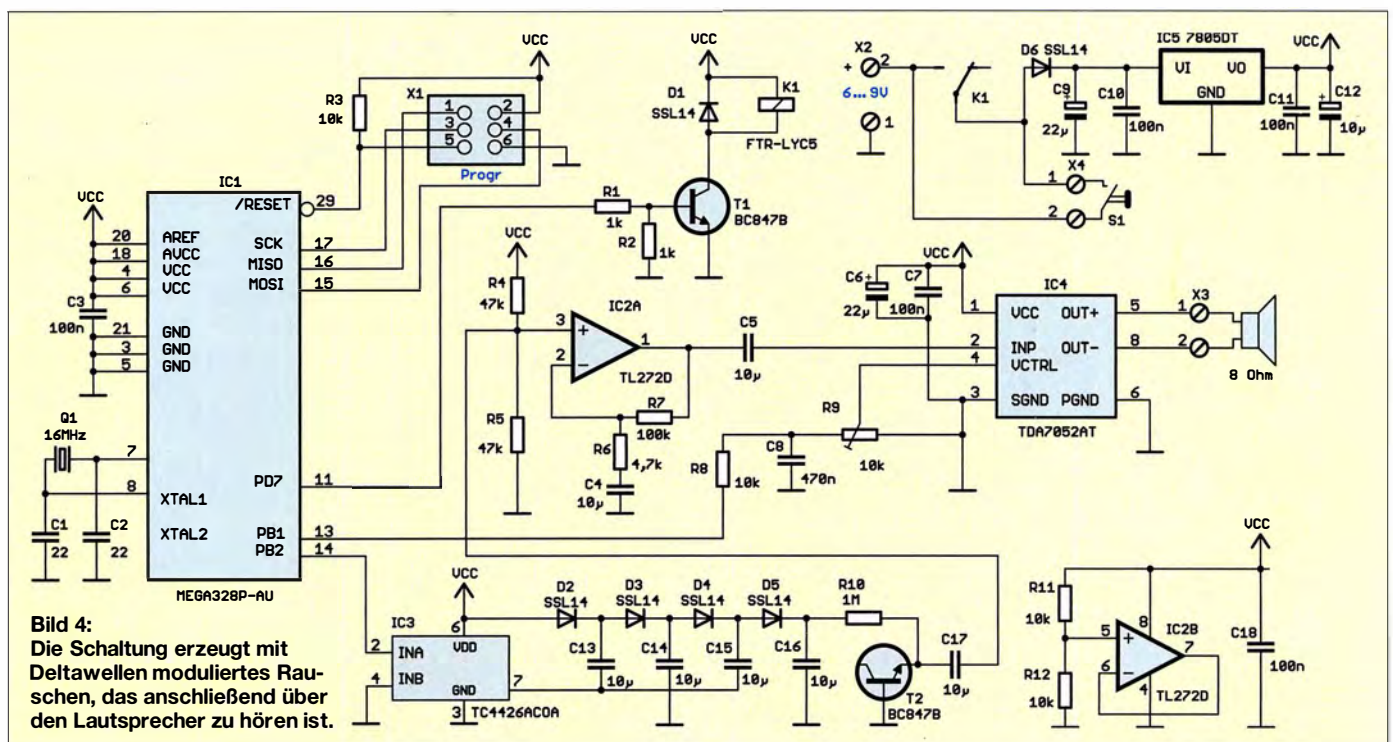 VCC
R3
10k
X1
1 2
3 4
5 6
Progr
VCC
D1
SSL14
K1
FTR-LYC5
R1
1k
R2
1k
T1
BC847B
X2
+ 2
6...9V
1
K1
D6 SSL14
C9
+
22µ
C10
100n
IC5 7805DT
VI VO
GND
VCC
C11
100n
C12
+
10µ
X4
1
2
S1
IC1
VCC
/RESET 29
20 AREF
18 AVCC
4 VCC
6 VCC
SCK 17
MISO 16
MOSI 15
C3
100n
21 GND
3 GND
5 GND
Q1
16MHz
7
8 XTAL1
XTAL2
C1
22
C2
22
PD7 11
PB1 13
PB2 14
MEGA328P-AU
VCC
R4
47k
R5
47k
IC2A
3 +
2 −
1
TL272D
R7
100k
R6
4,7k
C4
10µ
C5
10µ
R8
10k
C8
470n
R9
10k
VCC
C6
+
22µ
C7
100n
IC4
1 VCC OUT+ 5
2 INP OUT− 8
4 VCTRL
3 SGND PGND 6
TDA7052AT
X3
1
2
8 Ohm
VCC
IC3
6
VDD
2 INA
4 INB
GND 7
3 TC4426ACOA
D2
SSL14
D3
SSL14
D4
SSL14
D5
SSL14
R10
1M
C13
10µ
C14
10µ
C15
10µ
C16
10µ
T2
BC847B
C17
10µ
VCC
R11
10k
R12
10k
5 +
6 −
8
7
4
IC2B
TL272D
C18
100n
Bild 4:
Die Schaltung erzeugt mit
Deltawellen moduliertes Rau-
schen, das anschließend über
den Lautsprecher zu hören ist.